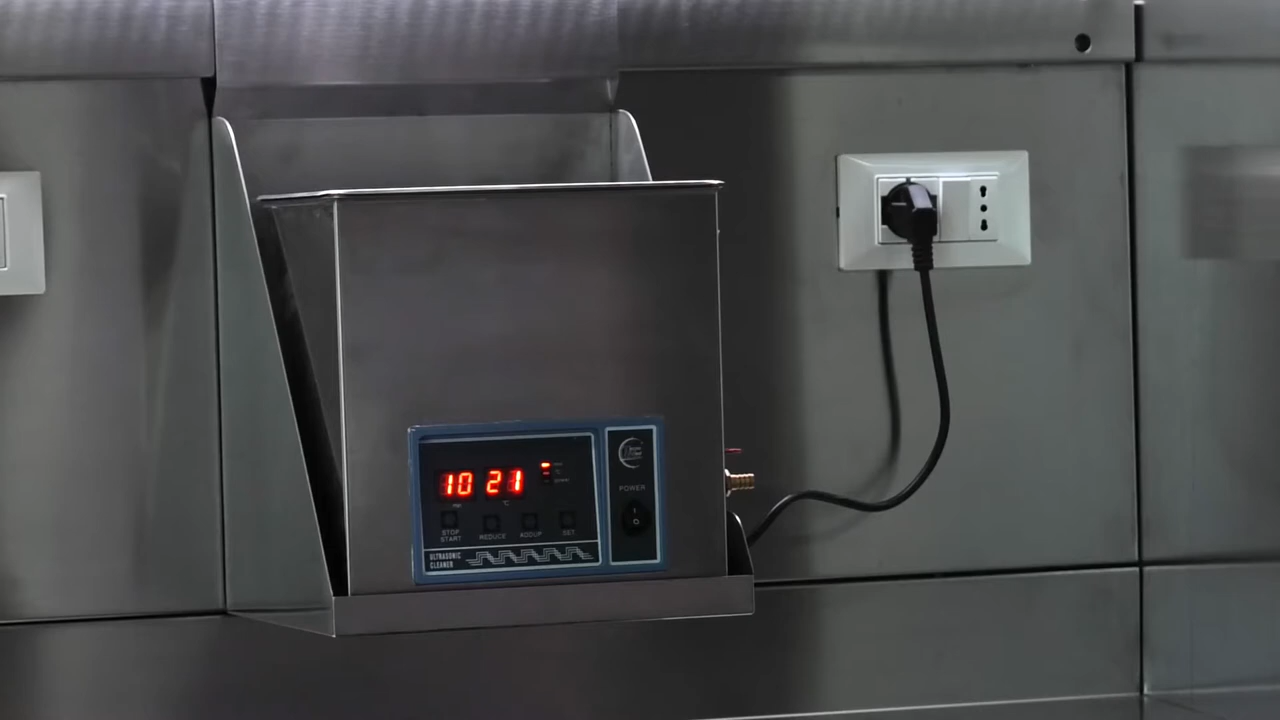 10 21
°C
POWER
I
O
STOP
START
REDUCE
ADDUP
SET
ULTRASONIC
CLEANER